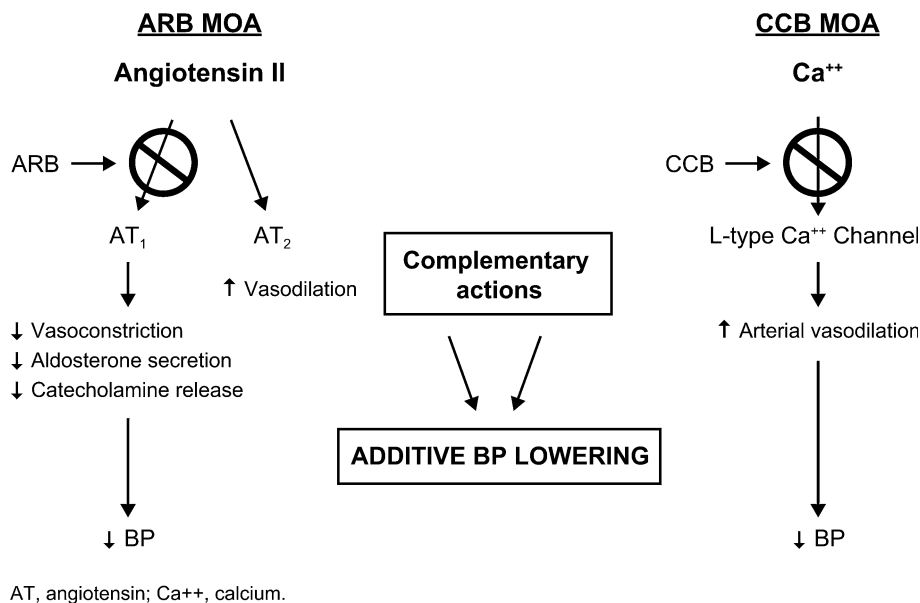 ARB MOA
Angiotensin II
ARB
AT₁
AT₂
↑ Vasodilation
↓ Vasoconstriction
↓ Aldosterone secretion
↓ Catecholamine release
↓ BP
Complementary
actions
ADDITIVE BP LOWERING
CCB MOA
Ca⁺⁺
CCB
L-type Ca⁺⁺ Channel
↑ Arterial vasodilation
↓ BP
AT, angiotensin; Ca++, calcium.